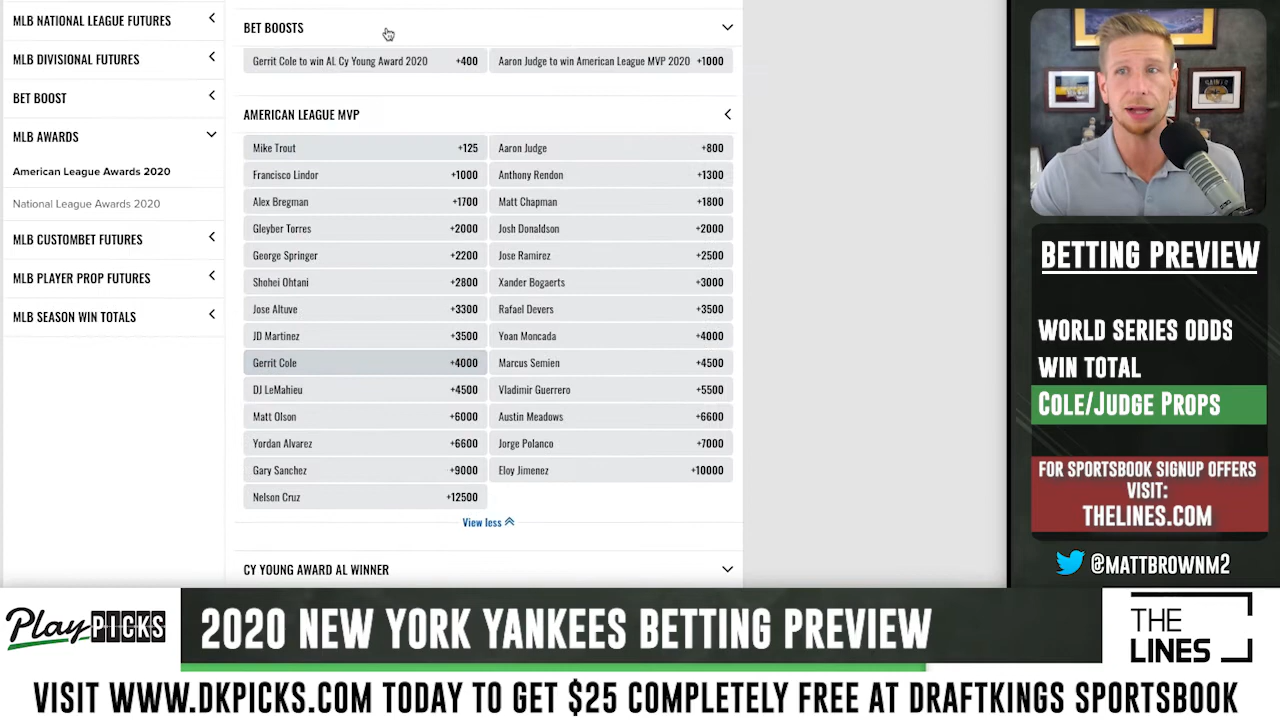 MLB NATIONAL LEAGUE FUTURES
MLB DIVISIONAL FUTURES
BET BOOST
MLB AWARDS
American League Awards 2020
National League Awards 2020
MLB CUSTOMBET FUTURES
MLB PLAYER PROP FUTURES
MLB SEASON WIN TOTALS
BET BOOSTS
Gerrit Cole to win AL Cy Young Award 2020 +400 Aaron Judge to win American League MVP 2020 +1000
AMERICAN LEAGUE MVP
Mike Trout +125 Aaron Judge +800
Francisco Lindor +1000 Anthony Rendon +1300
Alex Bregman +1700 Matt Chapman +1800
Gleyber Torres +2000 Josh Donaldson +2000
George Springer +2200 Jose Ramirez +2500
Shohei Ohtani +2800 Xander Bogaerts +3000
Jose Altuve +3300 Rafael Devers +3500
JD Martinez +3500 Yoan Moncada +4000
Gerrit Cole +4000 Marcus Semien +4500
DJ LeMahieu +4500 Vladimir Guerrero +5500
Matt Olson +6000 Austin Meadows +6600
Yordan Alvarez +6600 Jorge Polanco +7000
Gary Sanchez +9000 Eloy Jimenez +10000
Nelson Cruz +12500
View less
CY YOUNG AWARD AL WINNER
SAINTS
BETTING PREVIEW
WORLD SERIES ODDS
WIN TOTAL
COLE/JUDGE PROPS
FOR SPORTSBOOK SIGNUP OFFERS
VISIT:
THELINES.COM
@MATTBROWNM2
Play PICKS
2020 NEW YORK YANKEES BETTING PREVIEW
THE
LINES
VISIT WWW.DKPICKS.COM TODAY TO GET $25 COMPLETELY FREE AT DRAFTKINGS SPORTSBOOK